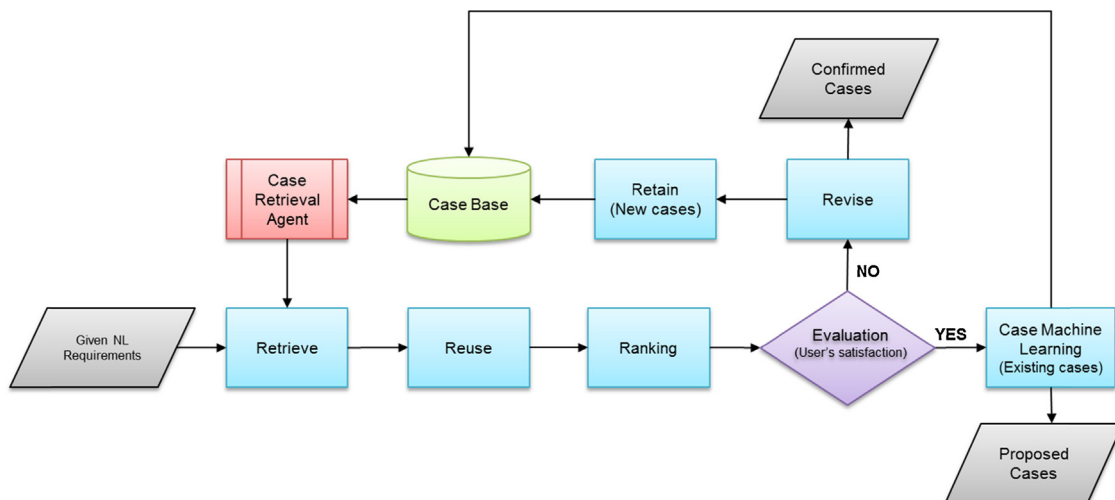 Confirmed
Cases
Case
Retrieval
Agent
Case Base
Retain
(New cases)
Revise
NO
Given NL
Requirements
Retrieve
Reuse
Ranking
Evaluation
(User's satisfaction)
YES
Case Machine
Learning
(Existing cases)
Proposed
Cases